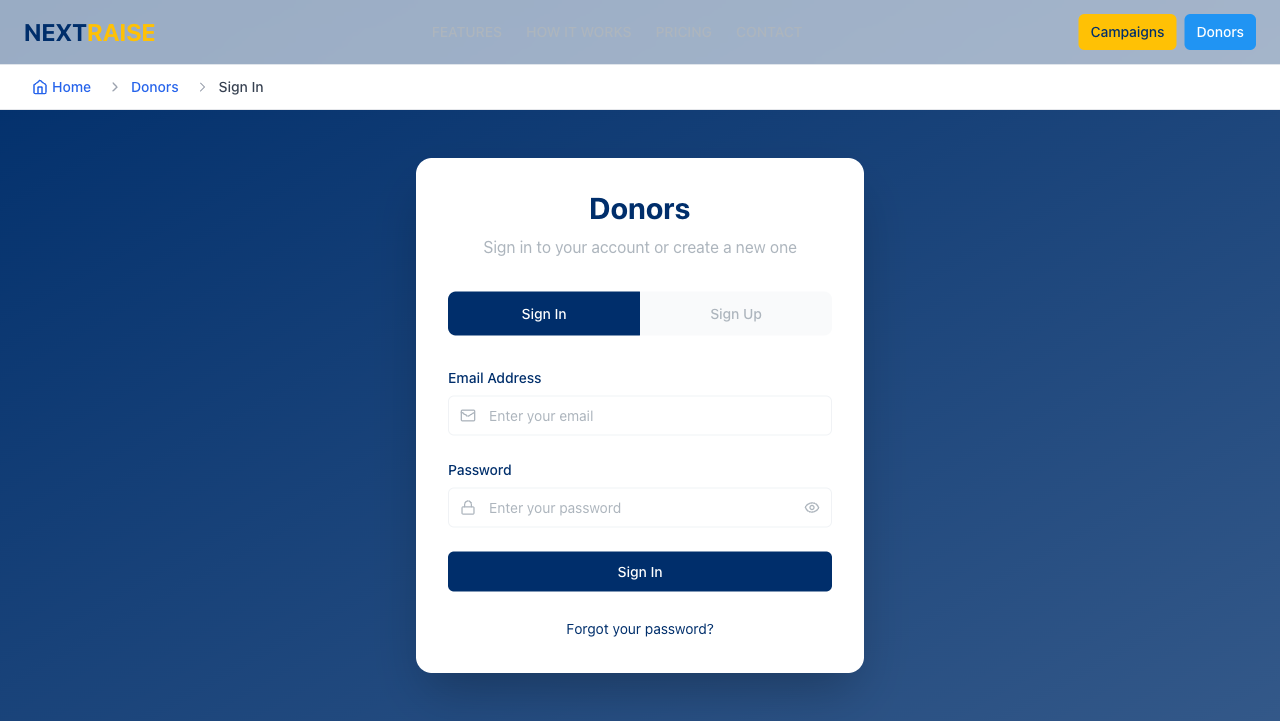 NEXTRAISE FEATURES HOW IT WORKS PRICING CONTACT Campaigns Donors
Home Donors Sign In
Donors
Sign in to your account or create a new one
Sign In Sign Up
Email Address
Enter your email
Password
Enter your password
Sign In
Forgot your password?